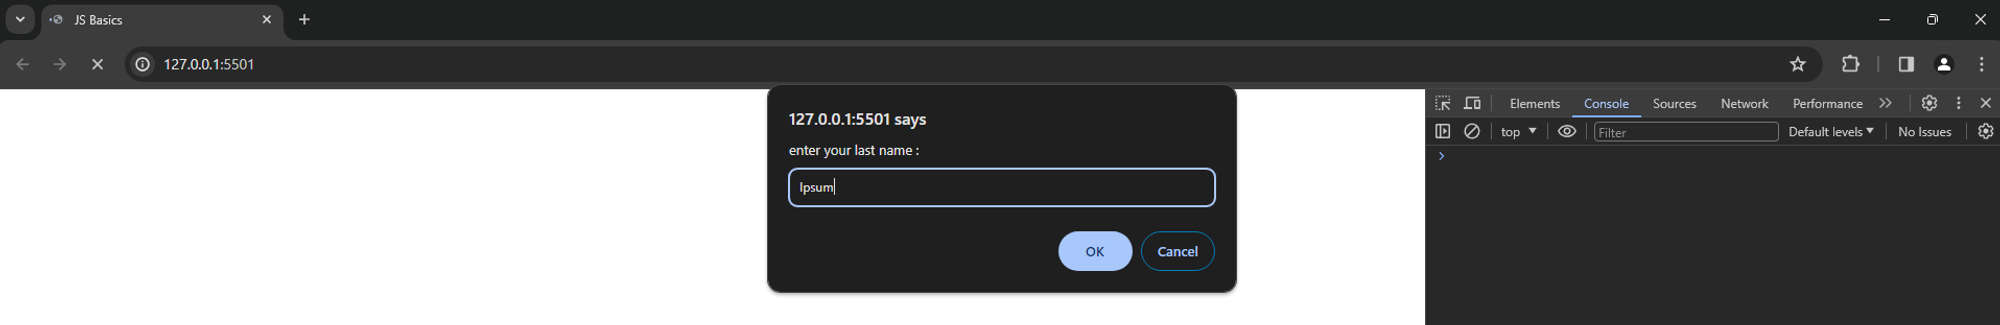 JS Basics
127.0.0.1:5501
127.0.0.1:5501 says
enter your last name :
Ipsum
OK Cancel
Elements Console Sources Network Performance
top Filter Default levels No Issues